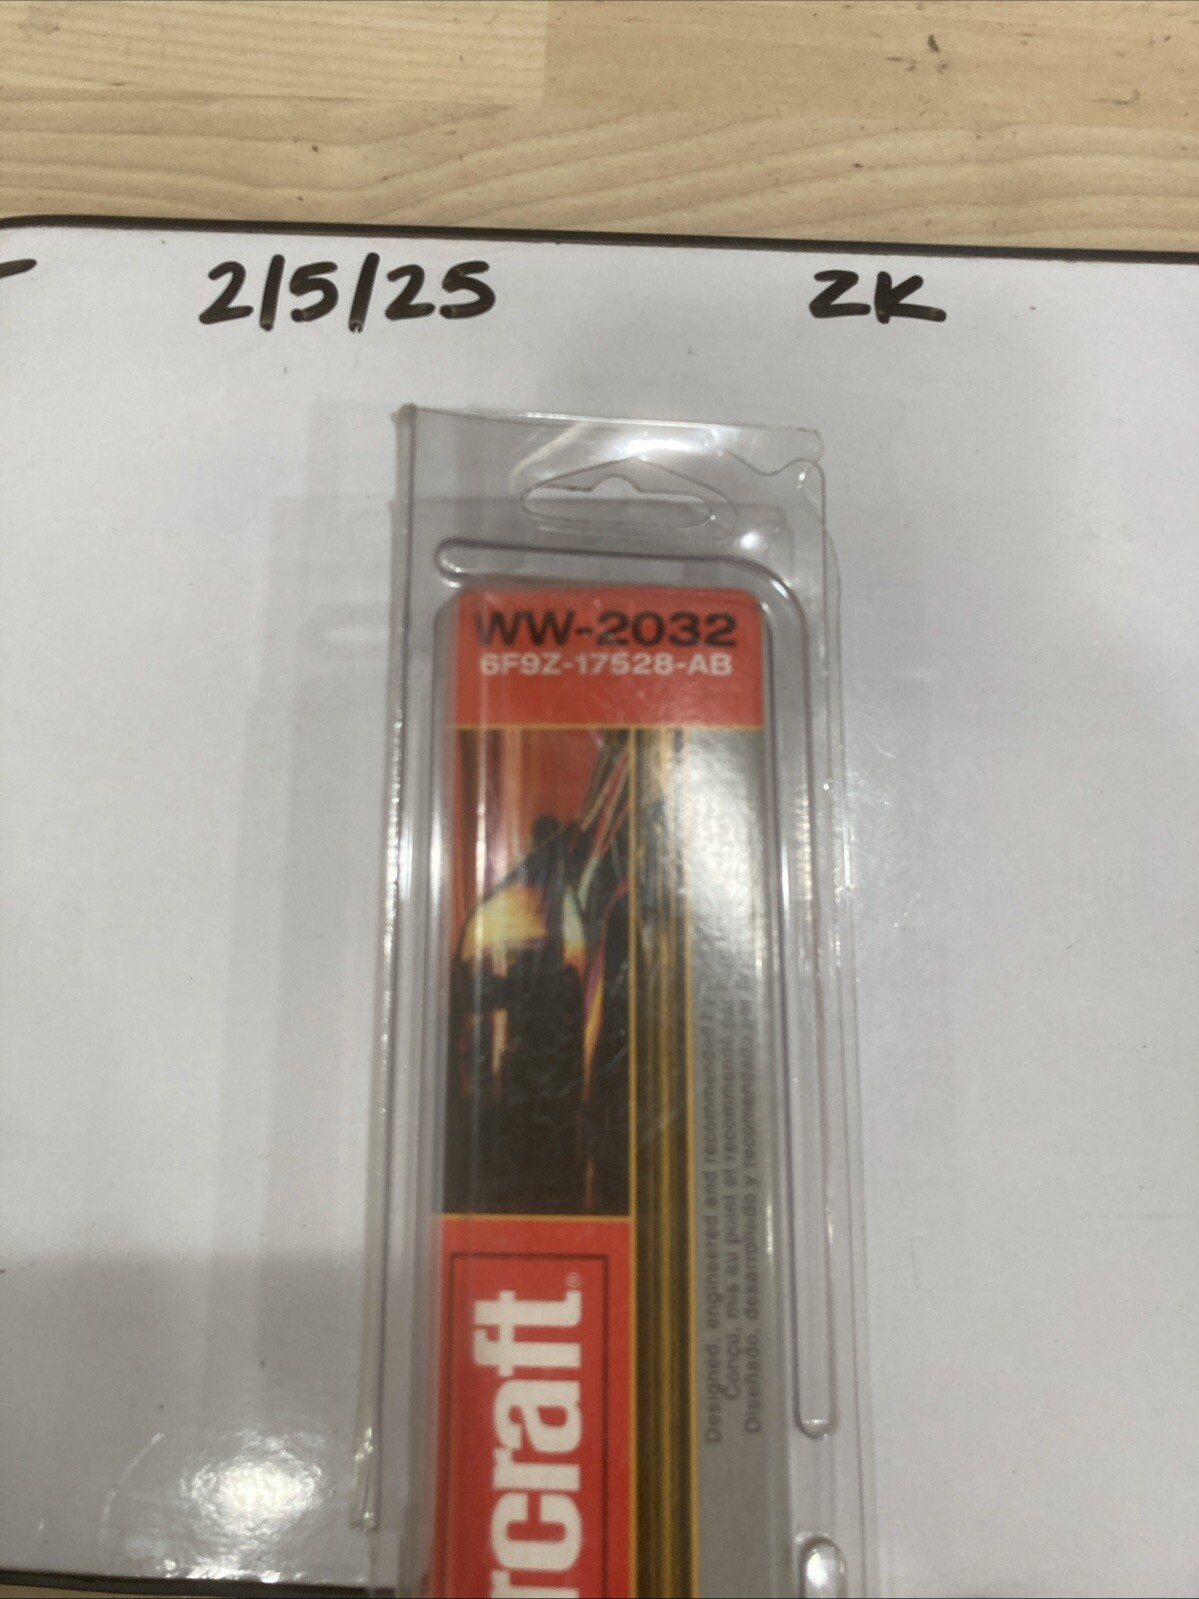 2/5/25 ZK
WW-2032
6F9Z-17528-AB
rcraft®
Designed, engineered and recommended by
Conçu, mis au point et recommandé par
Diseñado, desarrollado y recomendado por